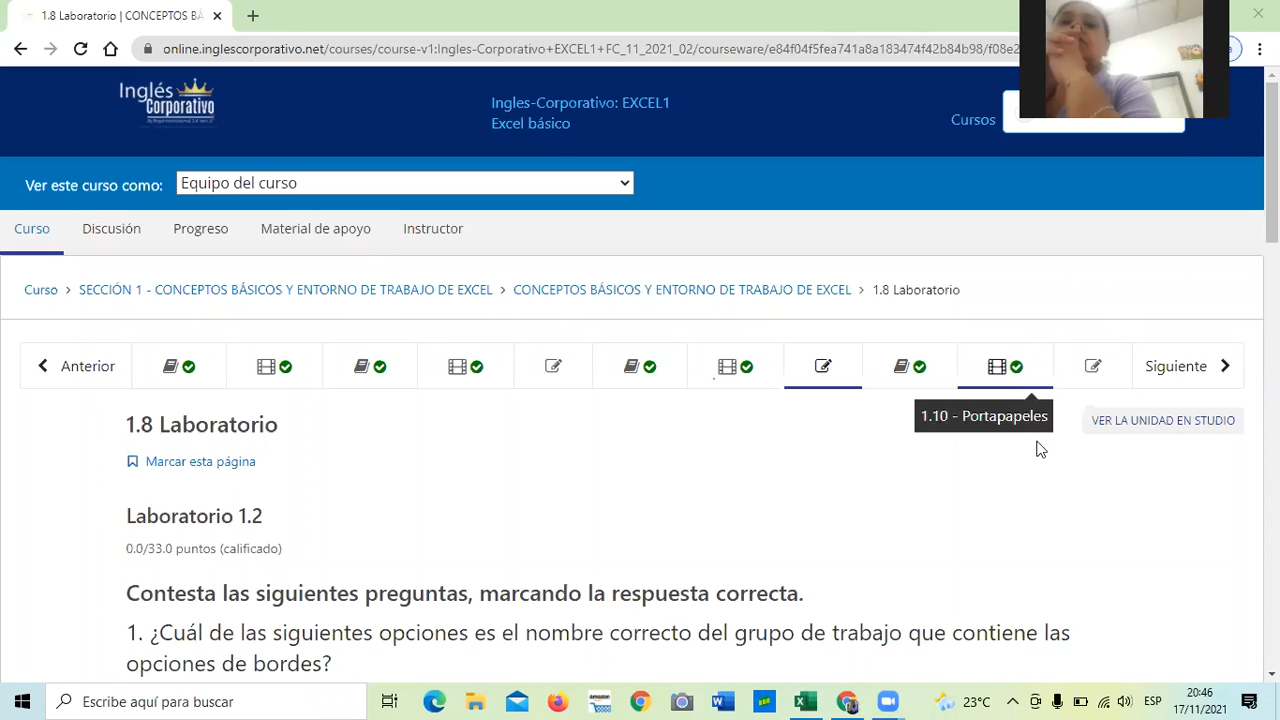 1.8 Laboratorio | CONCEPTOS BÁ
online.inglescorporativo.net/courses/course-v1:Ingles-Corporativo+EXCEL1+FC_11_2021_02/courseware/e84f04f5fea741a8a183474f42b84b98/f08e2
Inglés
Corporativo
Ingles-Corporativo: EXCEL1
Excel básico
Cursos
Ver este curso como:
Equipo del curso
Curso
Discusión
Progreso
Material de apoyo
Instructor
Curso > SECCIÓN 1 - CONCEPTOS BÁSICOS Y ENTORNO DE TRABAJO DE EXCEL > CONCEPTOS BÁSICOS Y ENTORNO DE TRABAJO DE EXCEL > 1.8 Laboratorio
Anterior
Siguiente
1.10 - Portapapeles
VER LA UNIDAD EN STUDIO
1.8 Laboratorio
Marcar esta página
Laboratorio 1.2
0.0/33.0 puntos (calificado)
Contesta las siguientes preguntas, marcando la respuesta correcta.
1. ¿Cuál de las siguientes opciones es el nombre correcto del grupo de trabajo que contiene las
opciones de bordes?
Escribe aquí para buscar
23°C
ESP
20:46
17/11/2021